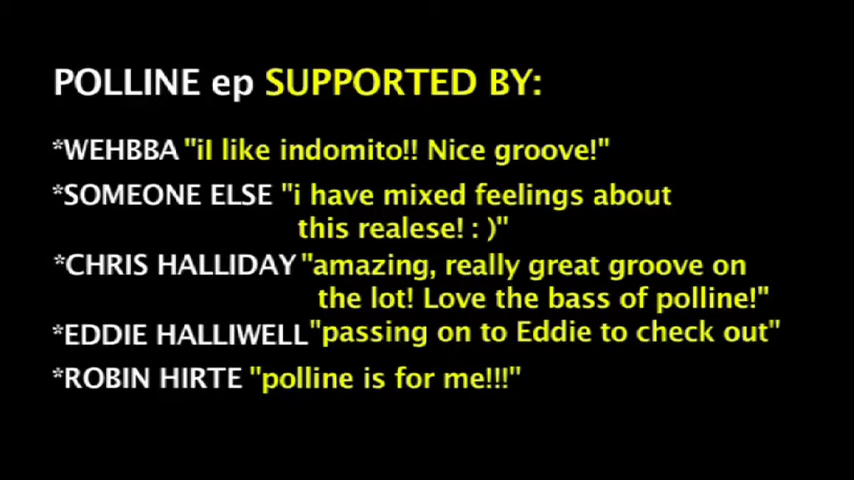 POLLINE ep SUPPORTED BY:
*WEHBBA "iI like indomito!! Nice groove!"
*SOMEONE ELSE "i have mixed feelings about
this realese! : )"
*CHRIS HALLIDAY "amazing, really great groove on
the lot! Love the bass of polline!"
*EDDIE HALLIWELL "passing on to Eddie to check out"
*ROBIN HIRTE "polline is for me!!!"